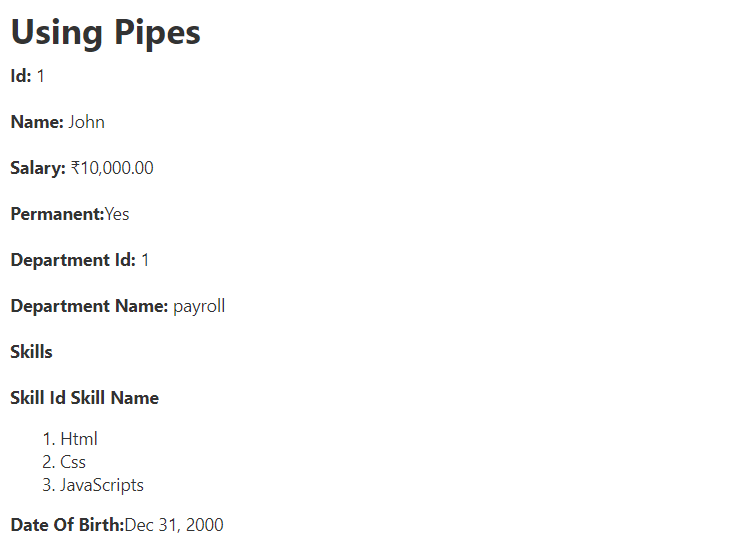 Using Pipes
Id: 1
Name: John
Salary: ₹10,000.00
Permanent:Yes
Department Id: 1
Department Name: payroll
Skills
Skill Id Skill Name
1. Html
2. Css
3. JavaScripts
Date Of Birth:Dec 31, 2000